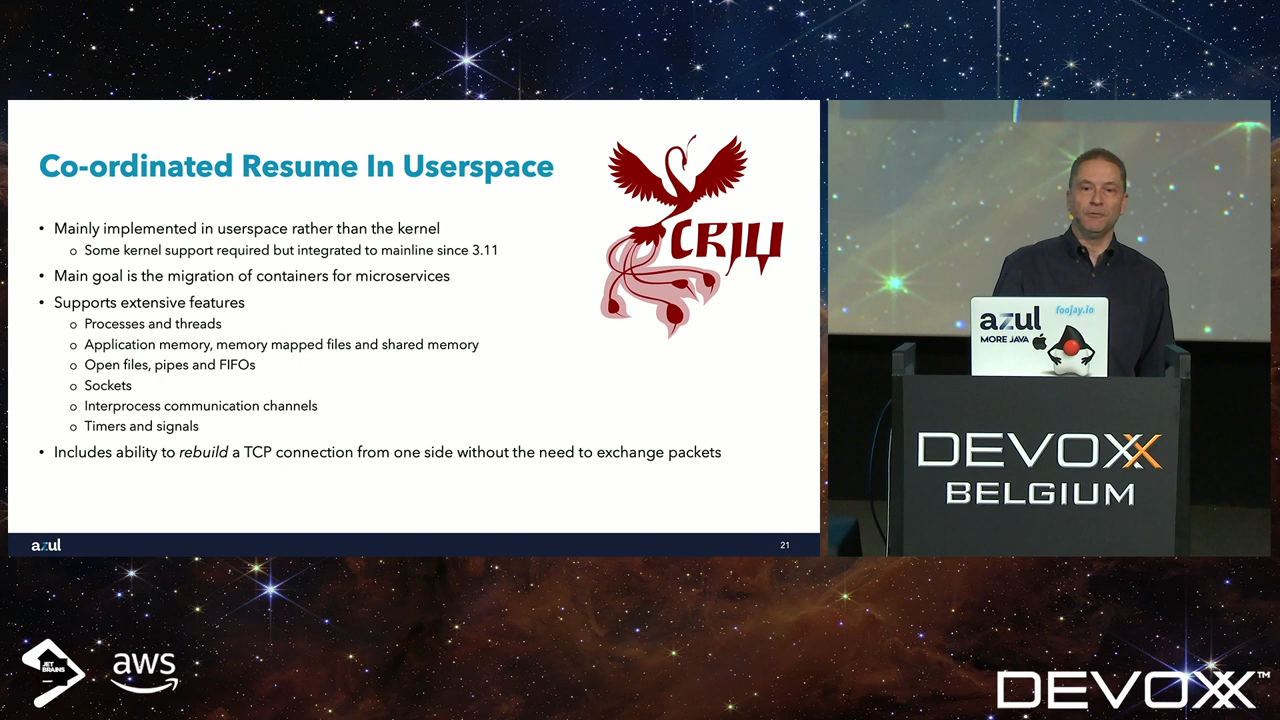 Co-ordinated Resume In Userspace
CRIU
• Mainly implemented in userspace rather than the kernel
o Some kernel support required but integrated to mainline since 3.11
• Main goal is the migration of containers for microservices
• Supports extensive features
o Processes and threads
o Application memory, memory mapped files and shared memory
o Open files, pipes and FIFOs
o Sockets
o Interprocess communication channels
o Timers and signals
• Includes ability to rebuild a TCP connection from one side without the need to exchange packets
azul
21
azul
MORE JAVA
foojay.io
DEVOXX
BELGIUM
JET
BRAINS
aws
DEVOXX™